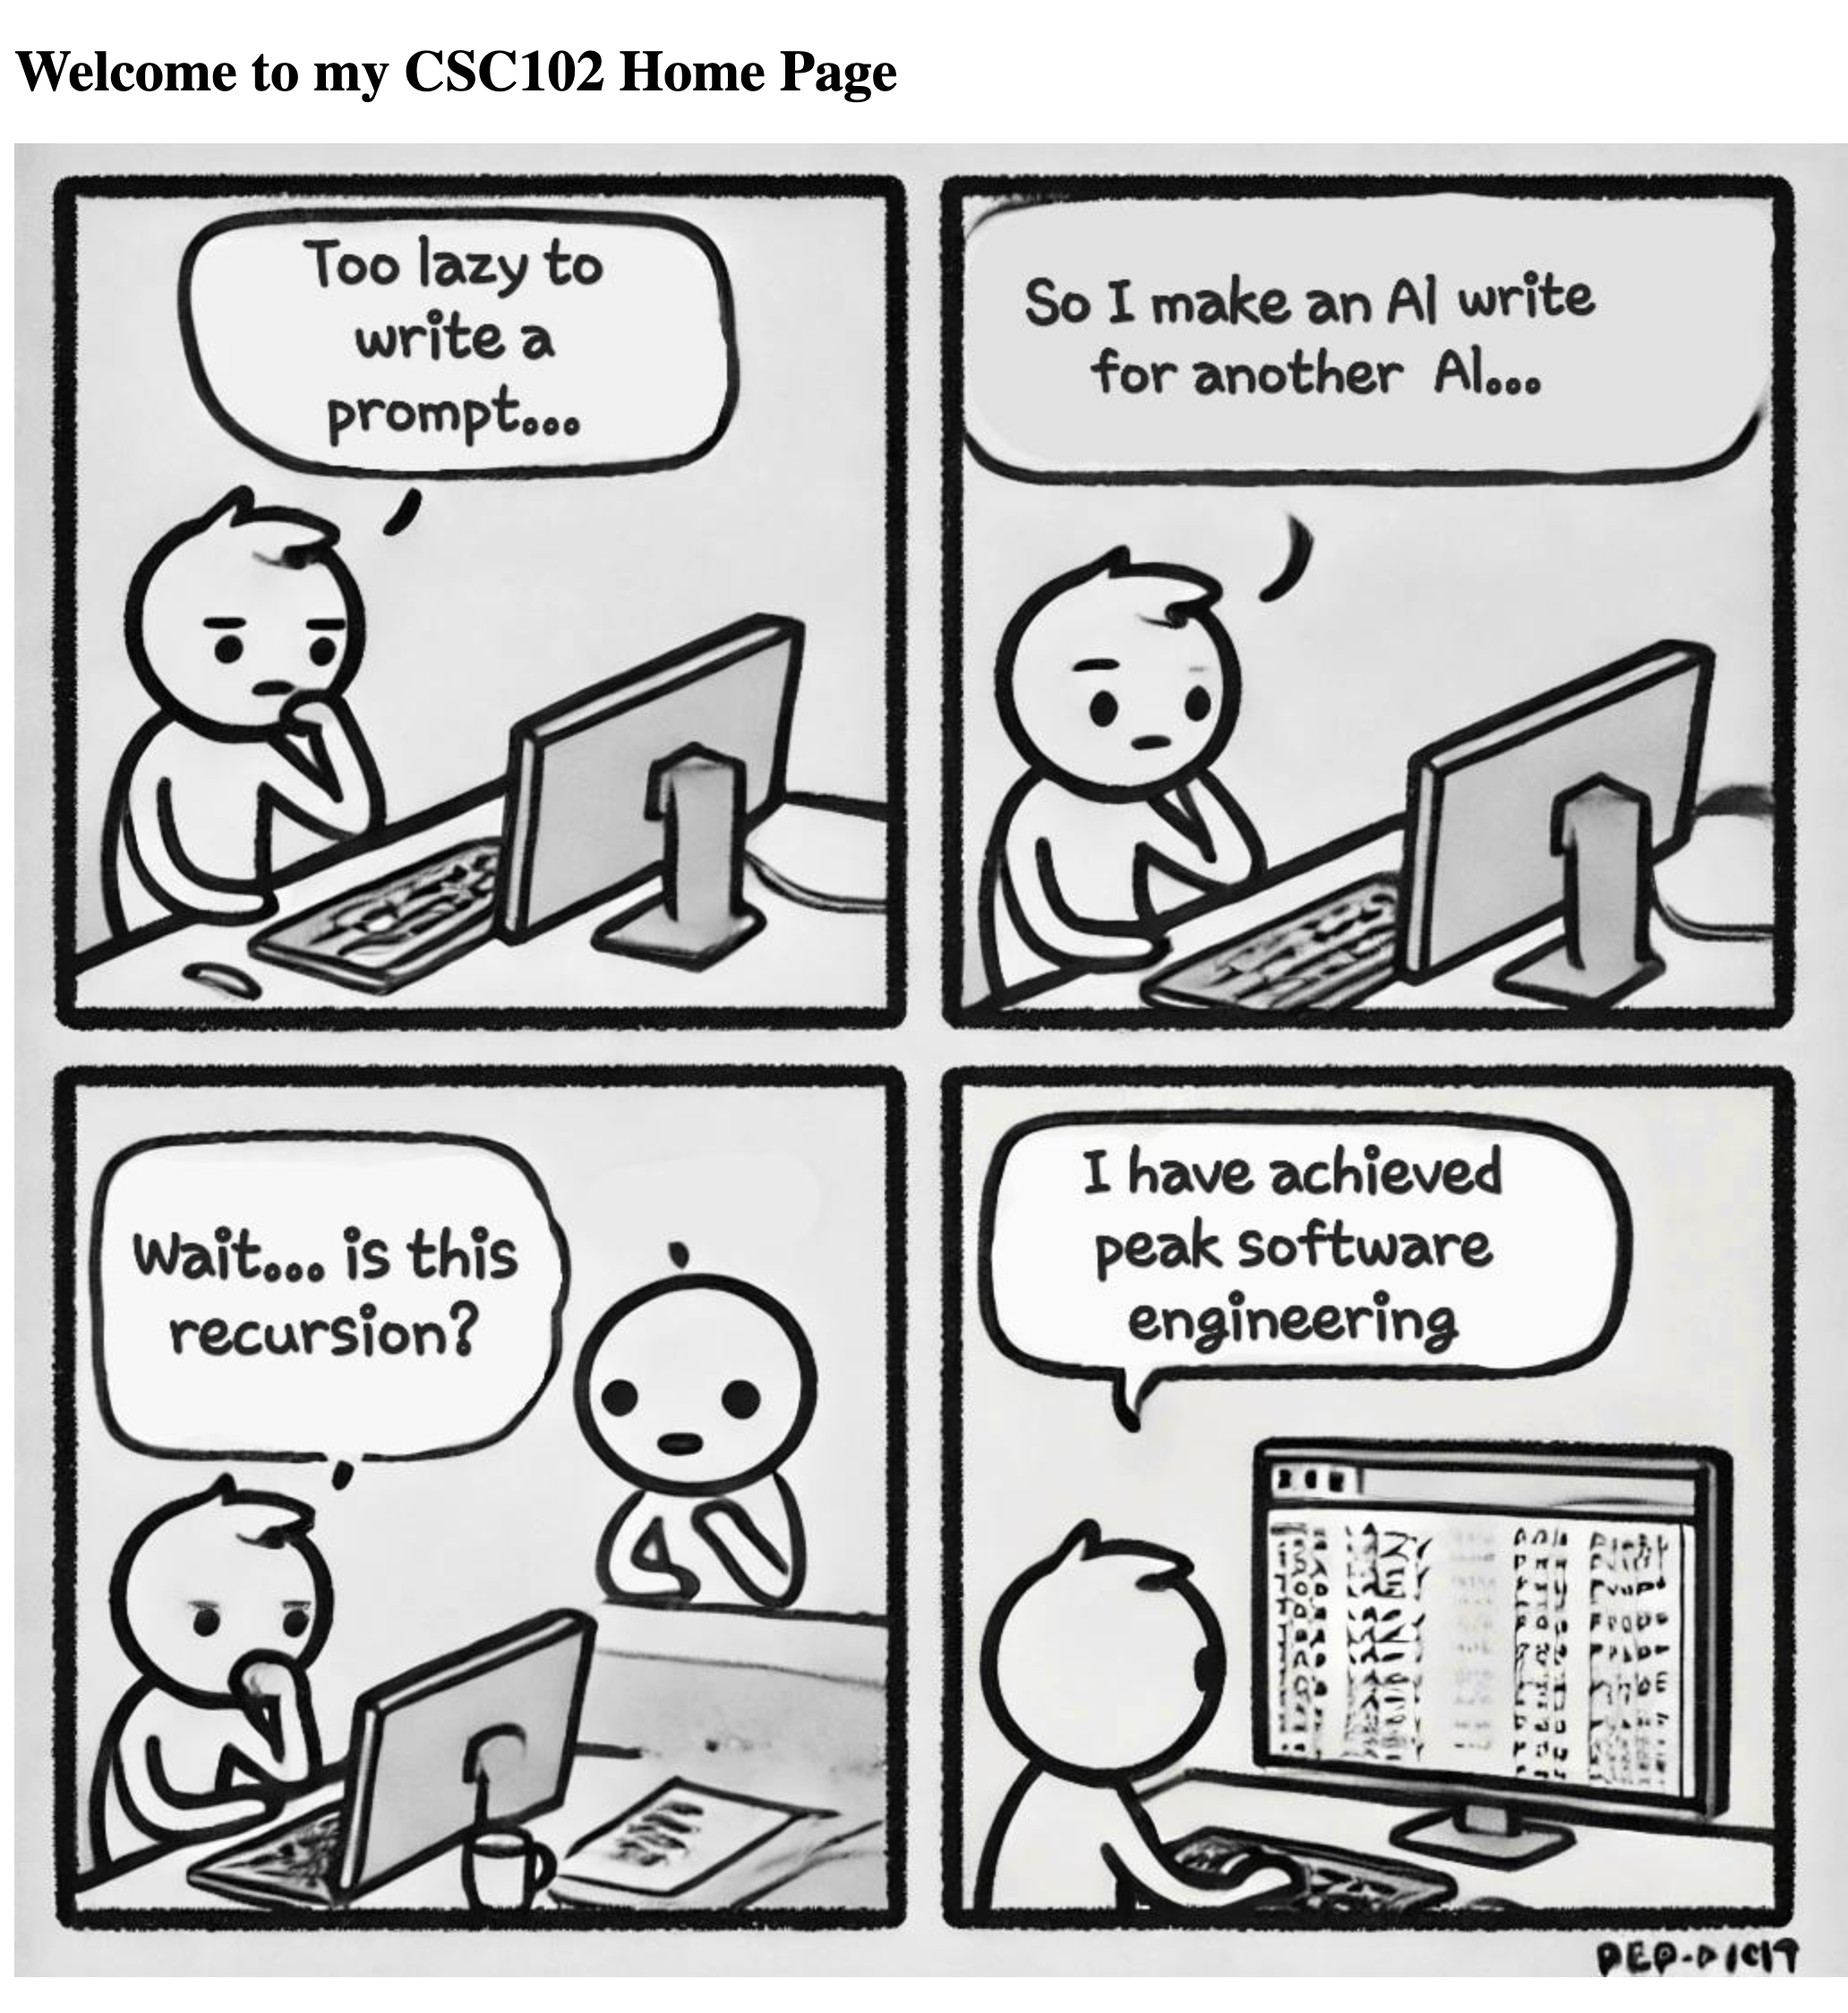 Welcome to my CSC102 Home Page
Too lazy to
write a
prompt...
So I make an AI write
for another AI...
Wait... is this
recursion?
I have achieved
peak software
engineering